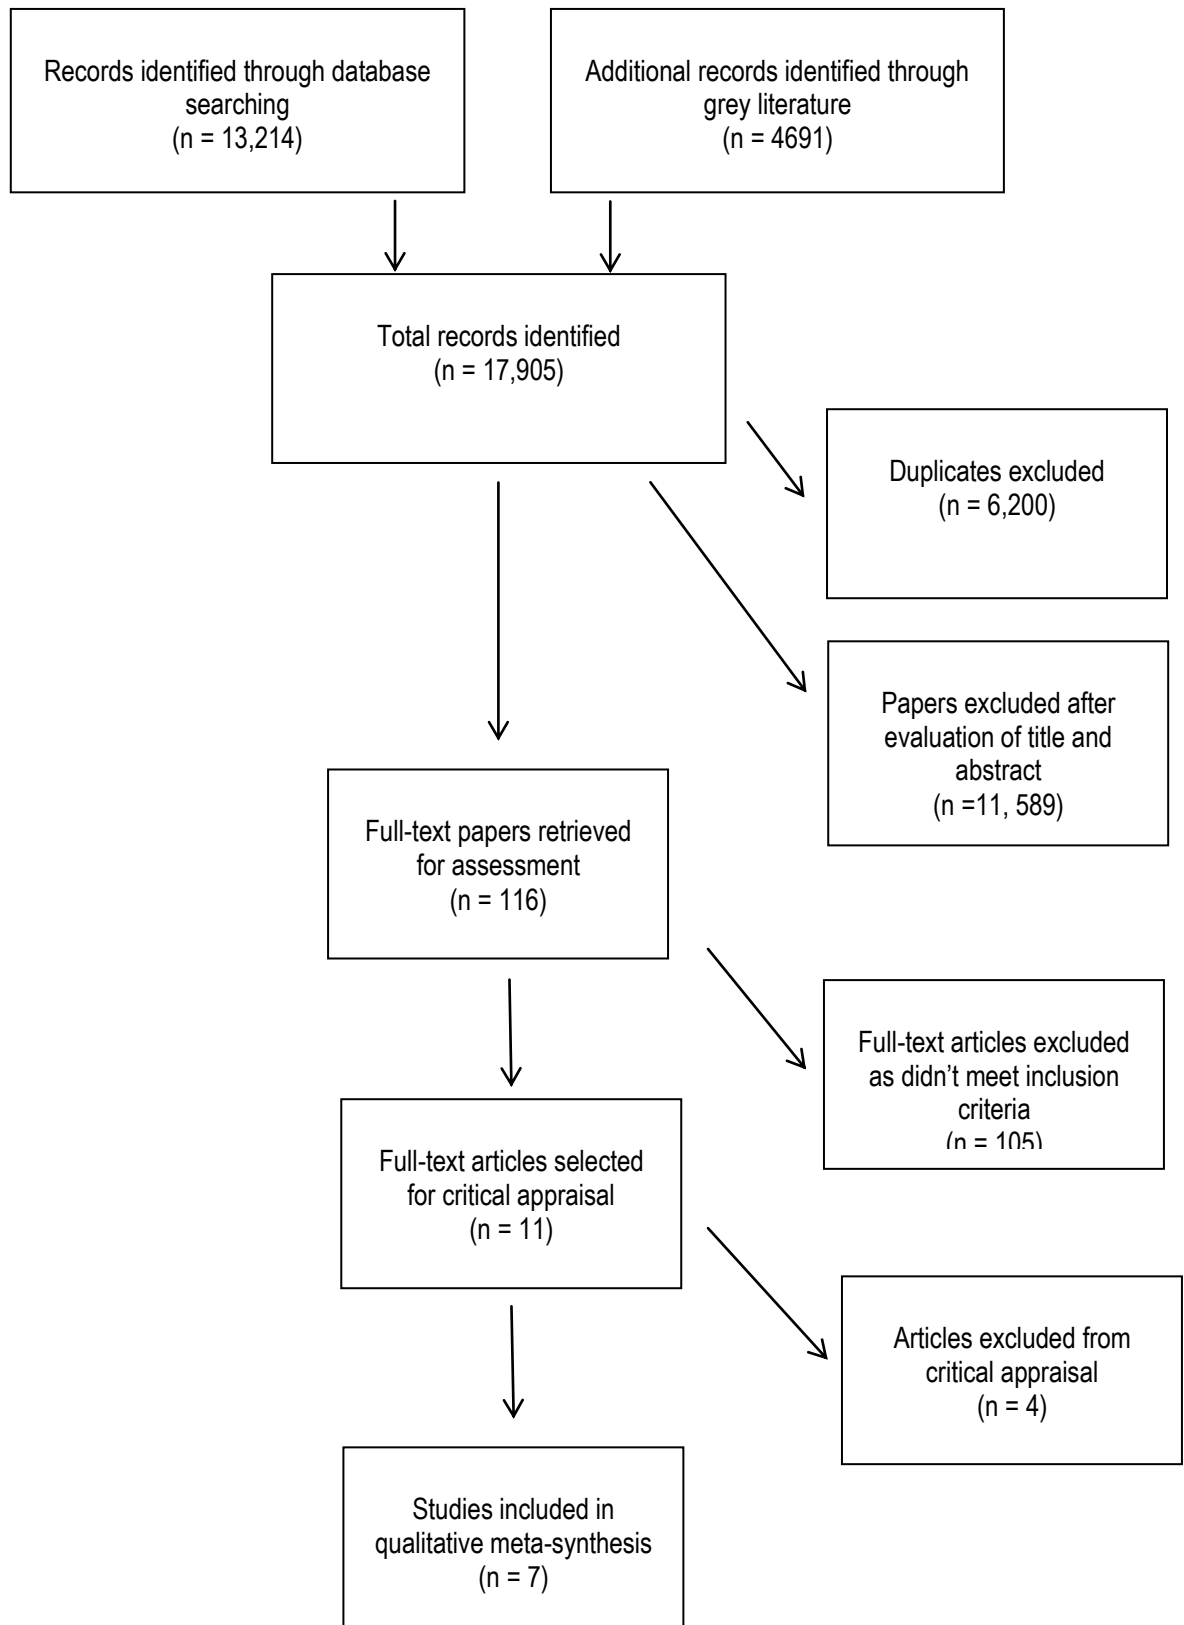 Records identified through database
searching
(n = 13,214)
Additional records identified through
grey literature
(n = 4691)
Total records identified
(n = 17,905)
Duplicates excluded
(n = 6,200)
Papers excluded after
evaluation of title and
abstract
(n =11, 589)
Full-text papers retrieved
for assessment
(n = 116)
Full-text articles excluded
as didn’t meet inclusion
criteria
(n = 105)
Full-text articles selected
for critical appraisal
(n = 11)
Articles excluded from
critical appraisal
(n = 4)
Studies included in
qualitative meta-synthesis
(n = 7)